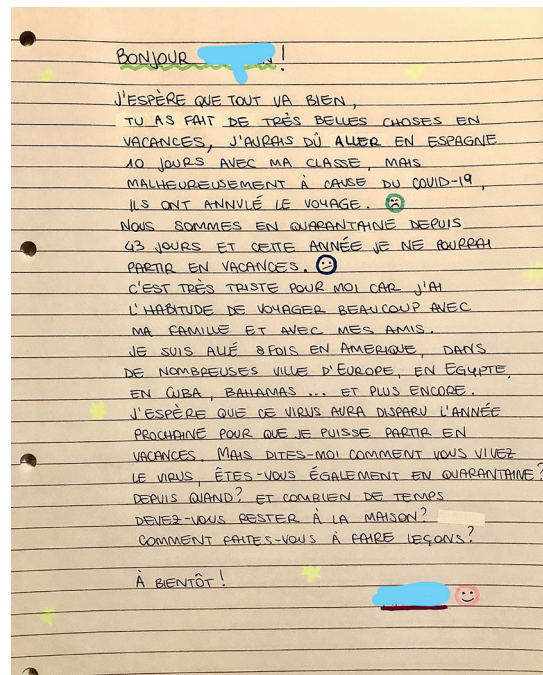 BONJOUR !
J'ESPÈRE QUE TOUT VA BIEN,
TU AS FAIT DE TRÈS BELLES CHOSES EN
VACANCES, J'AURAIS DÛ ALLER EN ESPAGNE
10 JOURS AVEC MA CLASSE, MAIS
MALHEUREUSEMENT À CAUSE DU COVID-19,
ILS ONT ANNVLÉ LE VOYAGE.
NOUS SOMMES EN QUARANTAINE DEPUIS
43 JOURS ET CETTE ANNÉE JE NE POURRAI
PARTIR EN VACANCES.
C'EST TRÈS TRISTE POUR MOI CAR J'AI
L'HABITUDE DE VOYAGER BEAUCOUP AVEC
MA FAMILLE ET AVEC MES AMIS.
JE SUIS ALLÉ 8 FOIS EN AMERIQUE, DANS
DE NOMBREUSES VILLE D'EUROPE, EN EGYPTE,
EN CUBA, BAHAMAS ... ET PLUS ENCORE.
J'ESPÈRE QUE CE VIRUS AURA DISPARU L'ANNÉE
PROCHAINE POUR QUE JE PUISSE PARTIR EN
VACANCES. MAIS DITES-MOI COMMENT VOUS VIVEZ
LE VIRUS, ÊTES-VOUS ÉGALEMENT EN QUARANTAINE?
DEPUIS QUAND? ET COMBIEN DE TEMPS
DEVEZ-VOUS RESTER À LA MAISON?
COMMENT FAITES-VOUS À FAIRE LEÇONS?
À BIENTÔT!